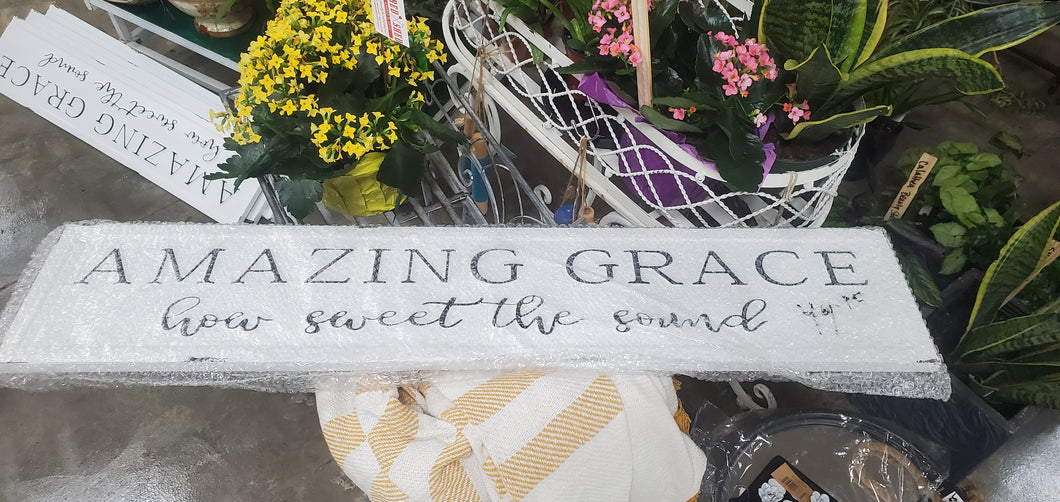 AMAZING GRACE
how sweet the sound
AMAZING GRACE
how sweet the sound